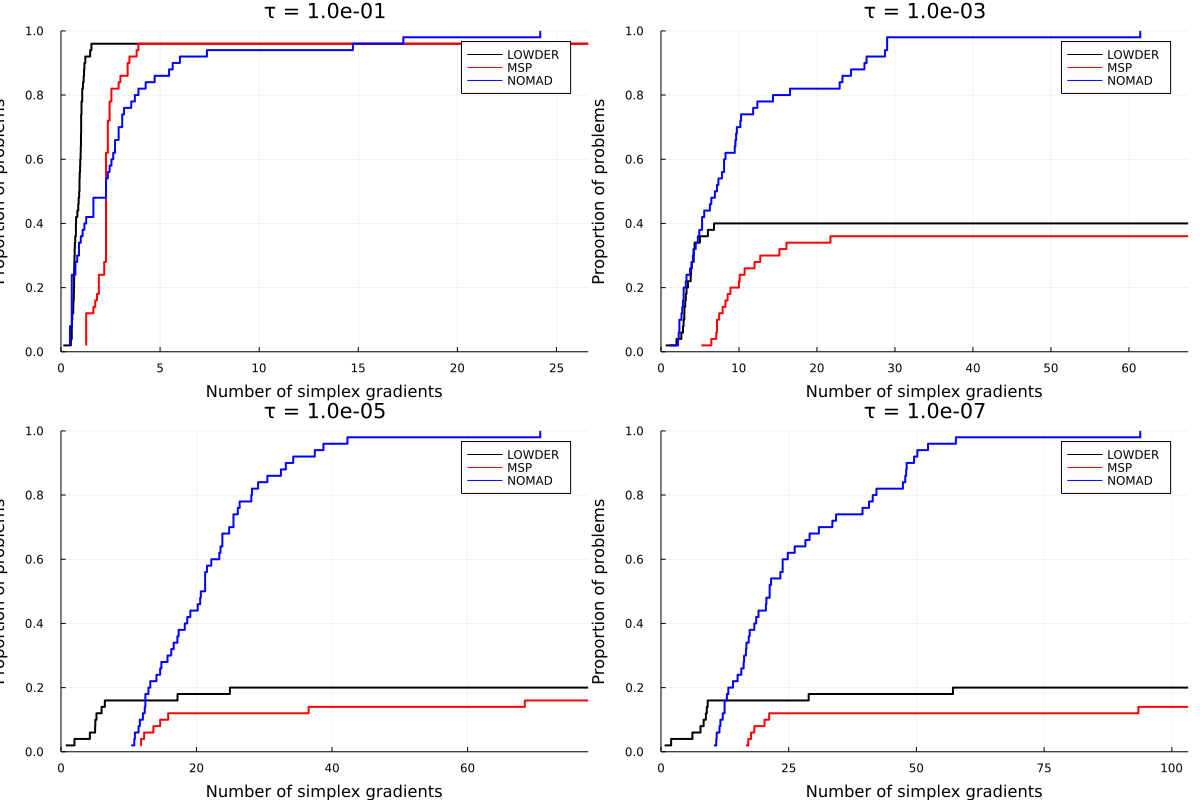 τ = 1.0e-01
Proportion of problems
1.0
0.8
0.6
0.4
0.2
0.0
LOWDER
MSP
NOMAD
0 5 10 15 20 25
Number of simplex gradients
τ = 1.0e-03
Proportion of problems
1.0
0.8
0.6
0.4
0.2
0.0
LOWDER
MSP
NOMAD
0 10 20 30 40 50 60
Number of simplex gradients
τ = 1.0e-05
Proportion of problems
1.0
0.8
0.6
0.4
0.2
0.0
LOWDER
MSP
NOMAD
0 20 40 60
Number of simplex gradients
τ = 1.0e-07
Proportion of problems
1.0
0.8
0.6
0.4
0.2
0.0
LOWDER
MSP
NOMAD
0 25 50 75 100
Number of simplex gradients